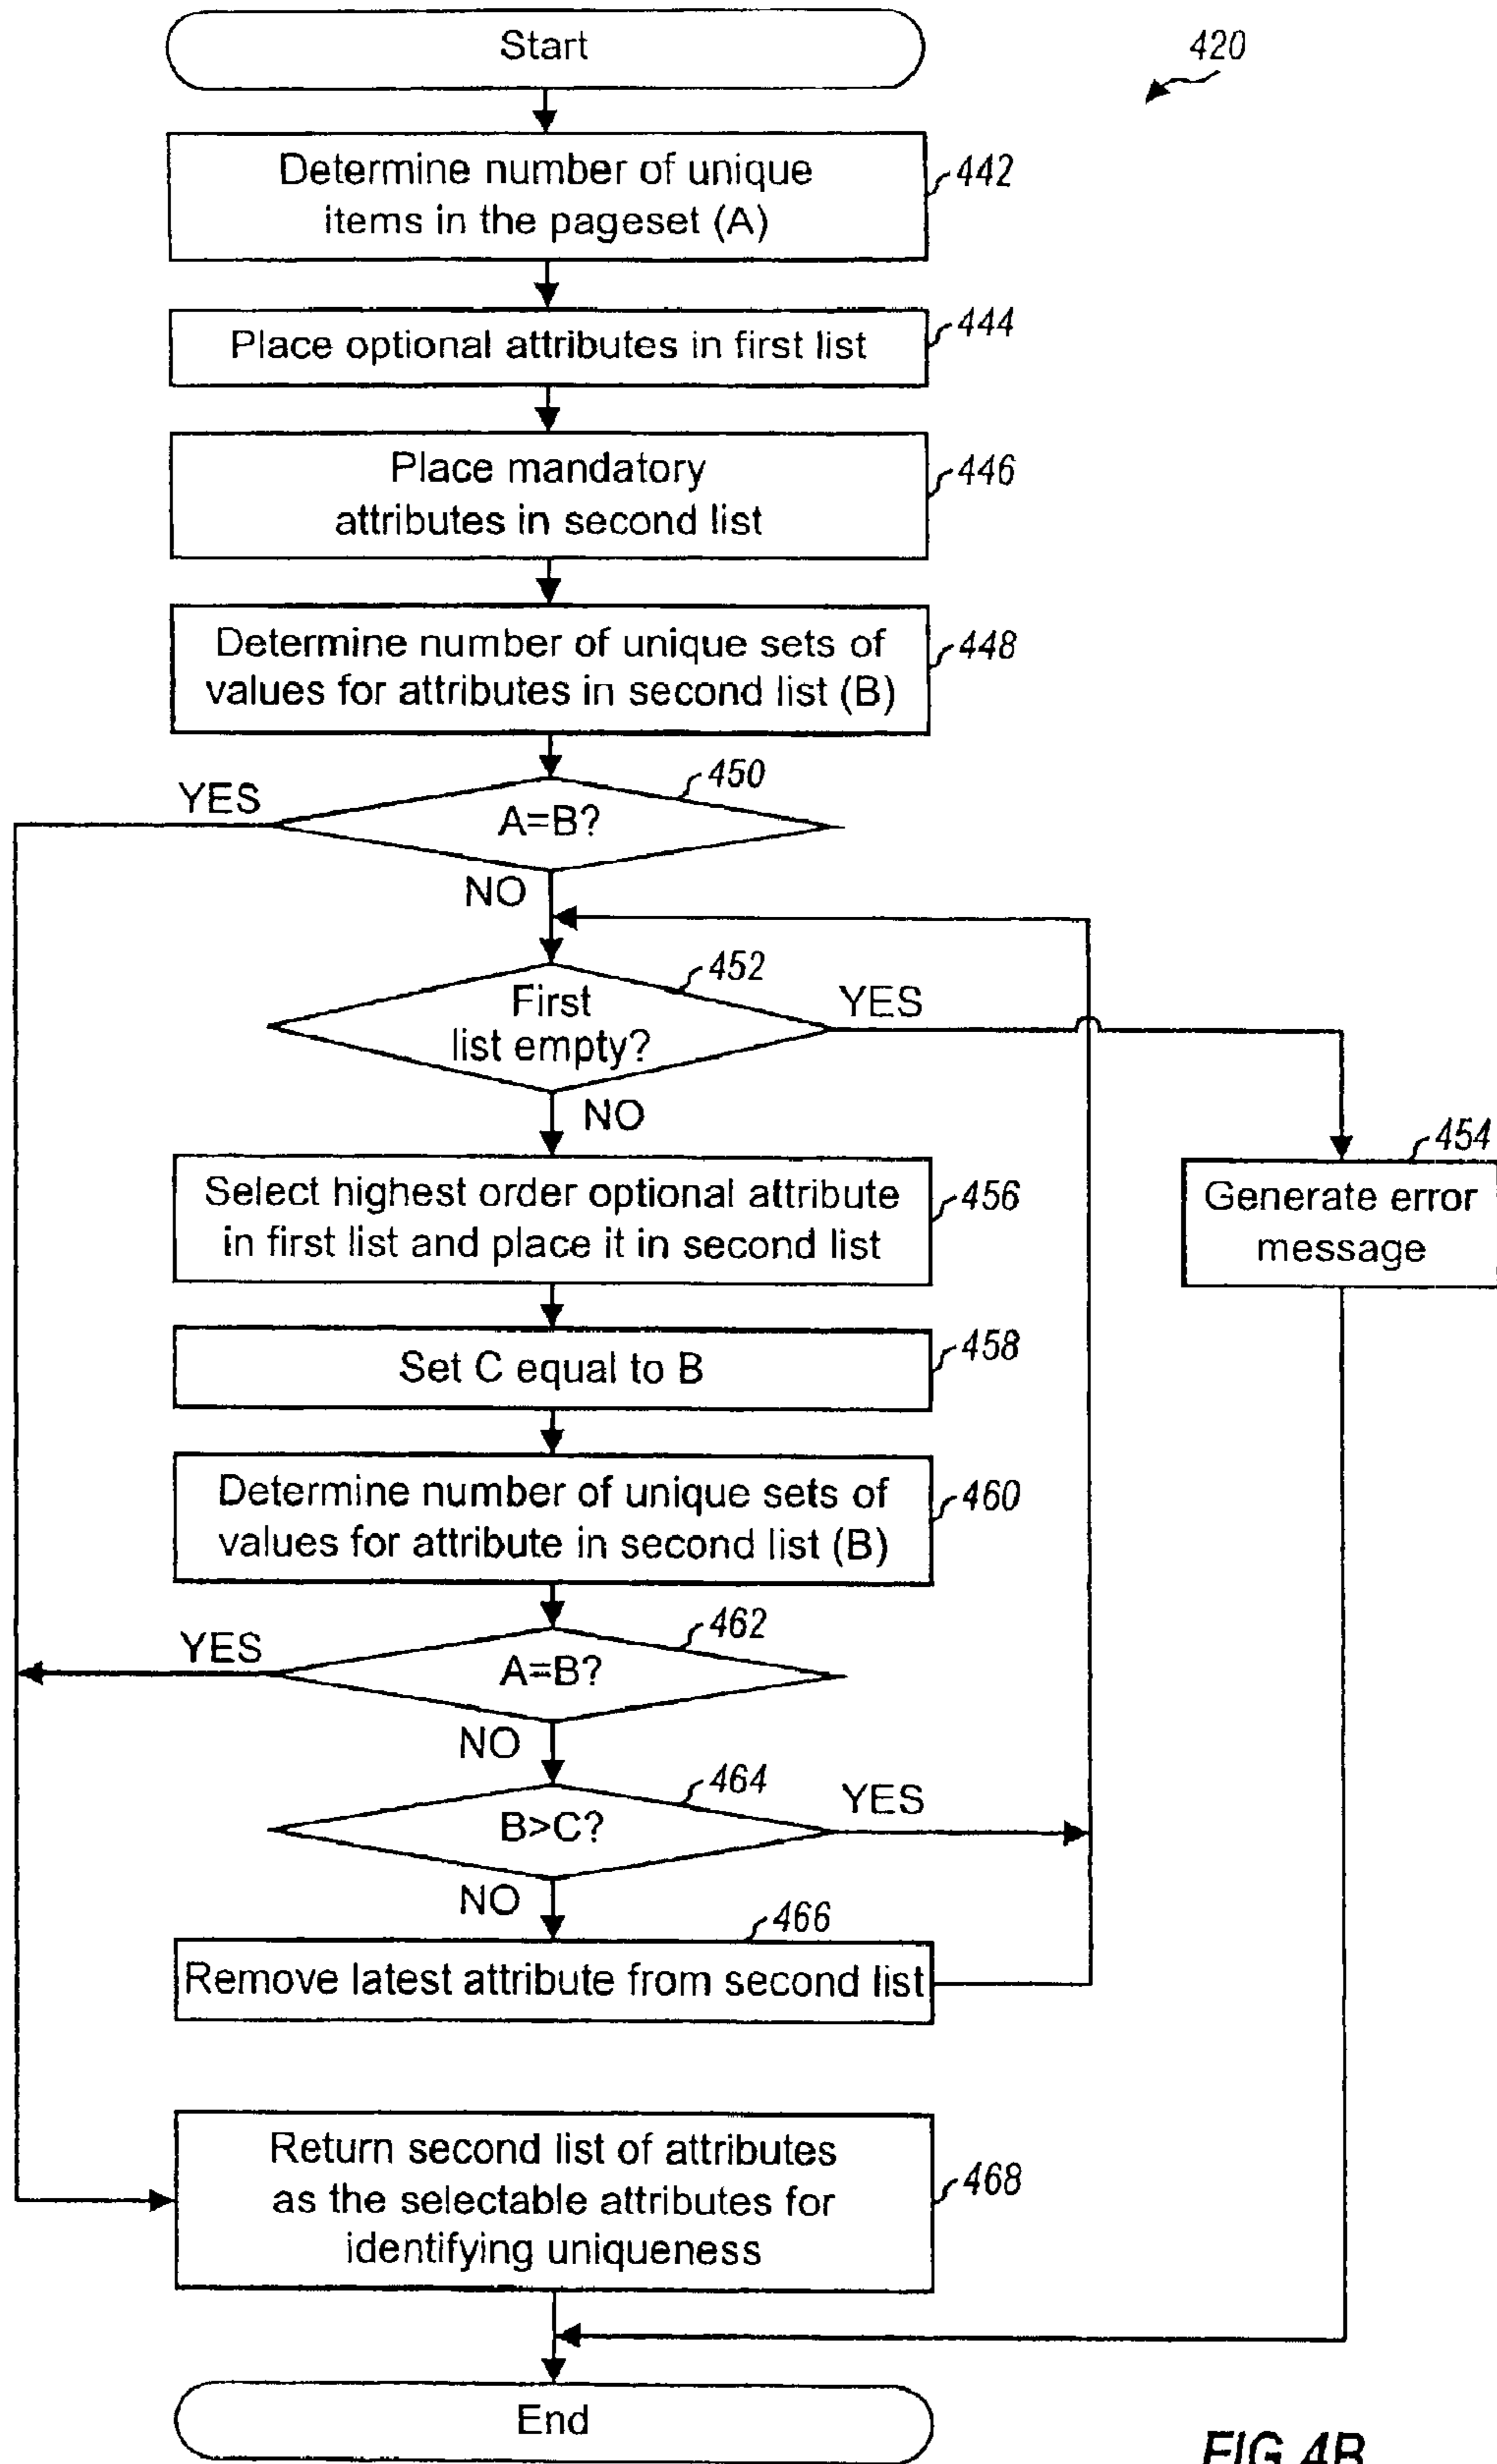 Start
420
Determine number of unique
items in the pageset (A)
442
Place optional attributes in first list
444
Place mandatory
attributes in second list
446
Determine number of unique sets of
values for attributes in second list (B)
448
450
YES
A=B?
NO
452
First
list empty?
YES
NO
454
Generate error
message
Select highest order optional attribute
in first list and place it in second list
456
Set C equal to B
458
Determine number of unique sets of
values for attribute in second list (B)
460
462
YES
A=B?
NO
464
B>C?
YES
NO
466
Remove latest attribute from second list
Return second list of attributes
as the selectable attributes for
identifying uniqueness
468
End
FIG.4B